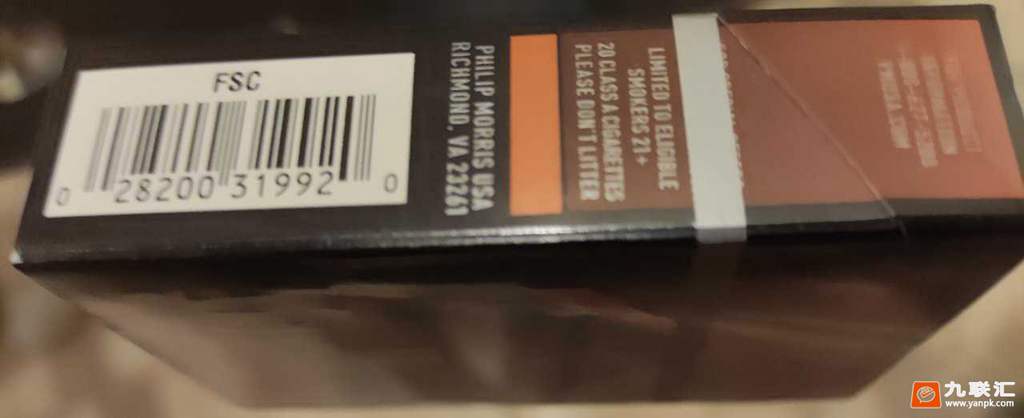 FSC
0 28200 31992 0
PHILIP MORRIS USA
RICHMOND, VA 23261
LIMITED TO ELIGIBLE
SMOKERS 21+
20 CLASS A CIGARETTES
PLEASE DON'T LITTER
九联汇
www.yanpk.com